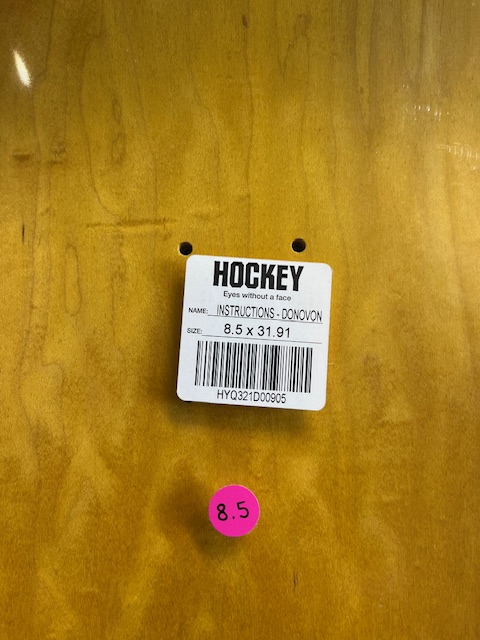 HOCKEY
Eyes without a face
NAME: INSTRUCTIONS - DONOVON
SIZE: 8.5 x 31.91
HYQ321D00905
8.5